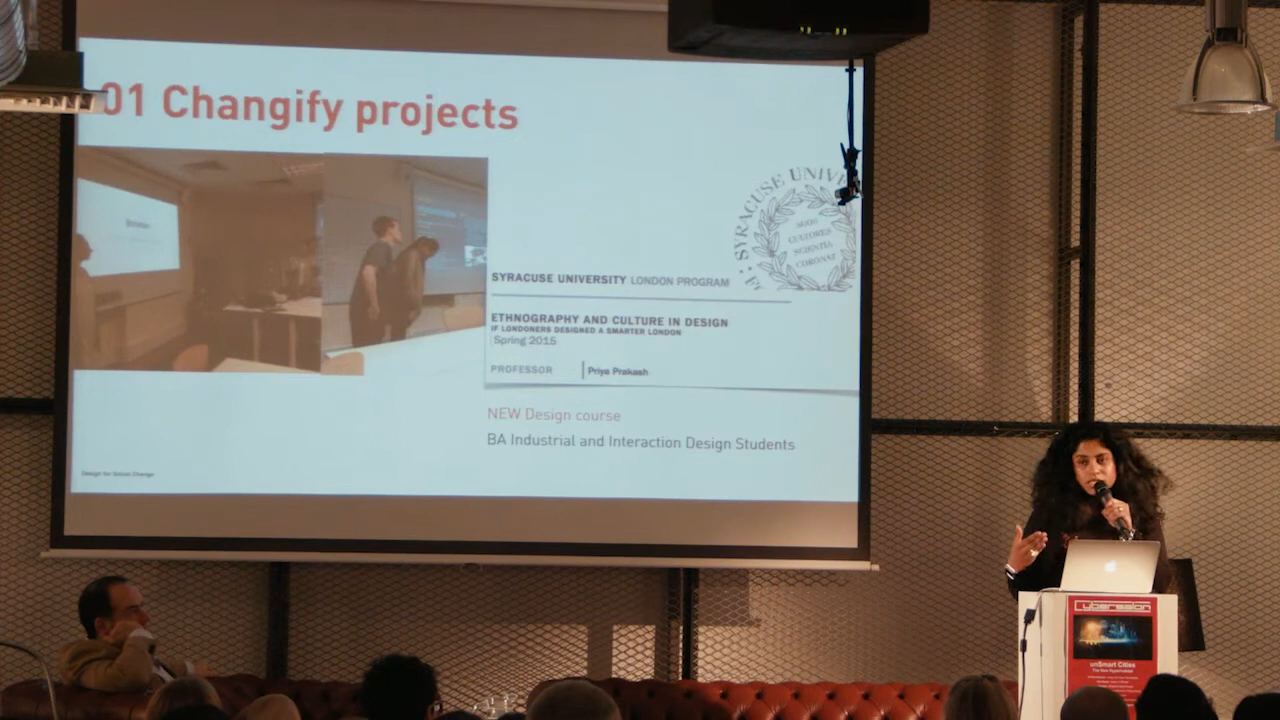 01 Changify projects
SYRACUSE UNIV
SUOS
CULTORES
SCIENTIA
CORONAT
SYRACUSE UNIVERSITY LONDON PROGRAM
ETHNOGRAPHY AND CULTURE IN DESIGN
IF LONDONERS DESIGNED A SMARTER LONDON
Spring 2015
PROFESSOR Priya Prakash
NEW Design course
BA Industrial and Interaction Design Students
Design for Social Change
unSmart Cities